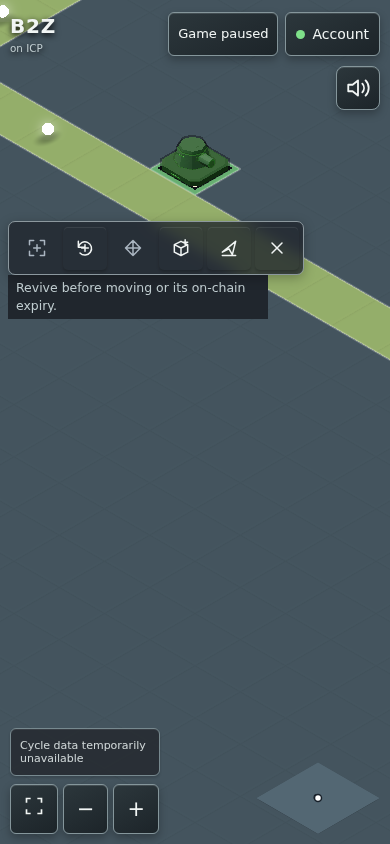 B2Z
on ICP
Game paused
Account
Revive before moving or its on-chain
expiry.
Cycle data temporarily
unavailable